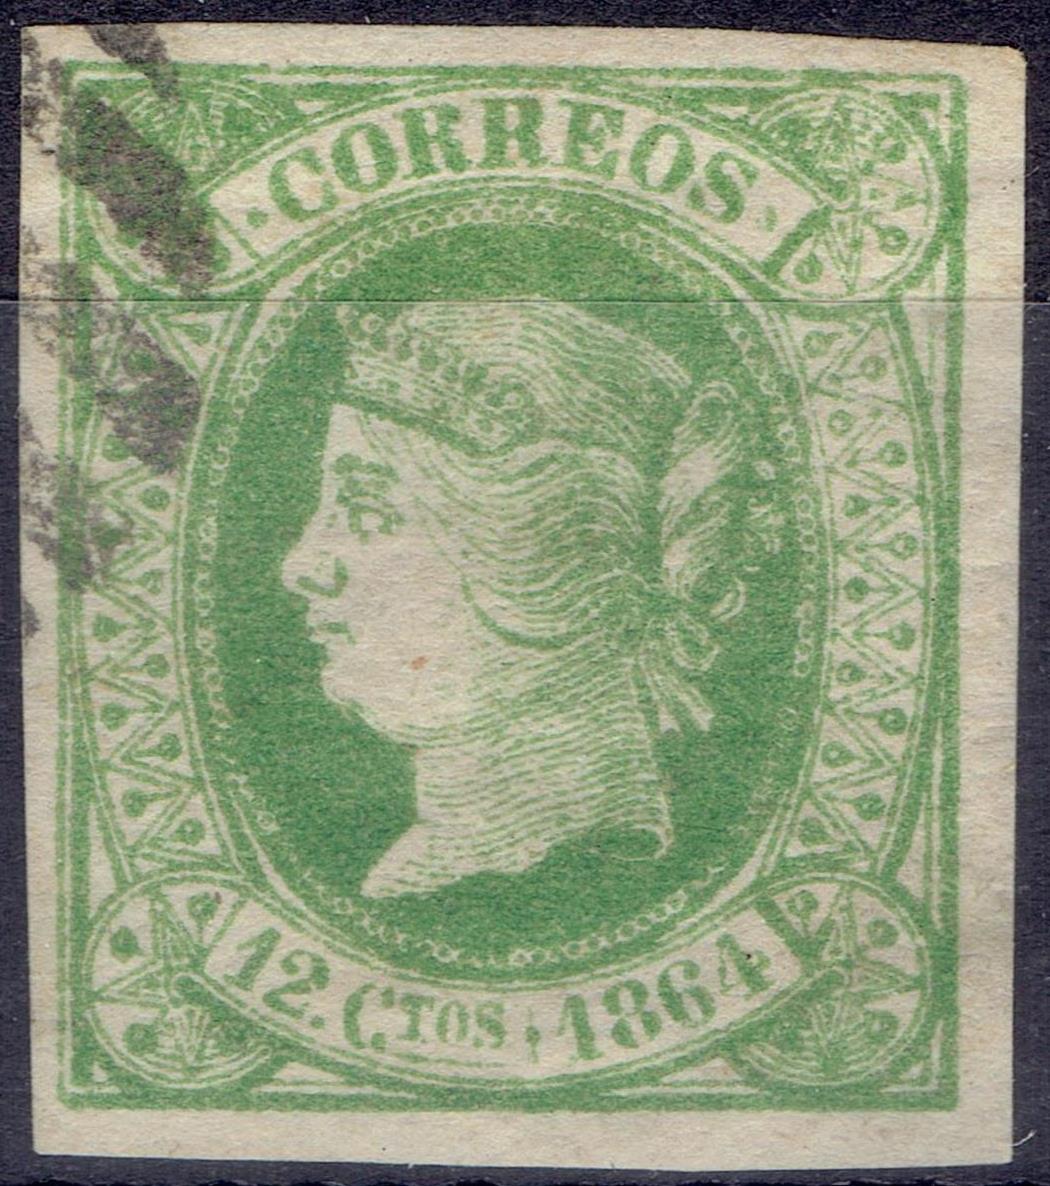 ·CORREOS·
12. CTOS · 1864